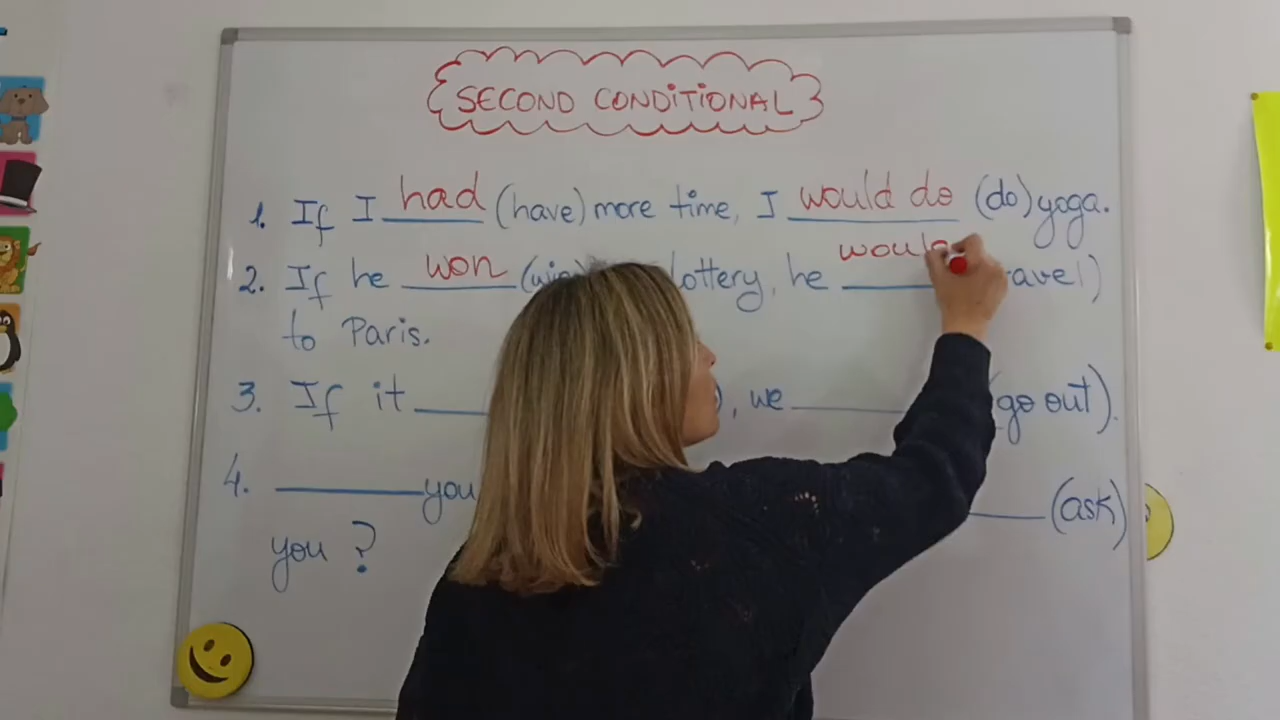 SECOND CONDITIONAL
1. If I had (have) more time, I would do (do) yoga.
2. If he won lottery, he
to Paris.
3. If it , we (go out).
4. you (ask)
you ?